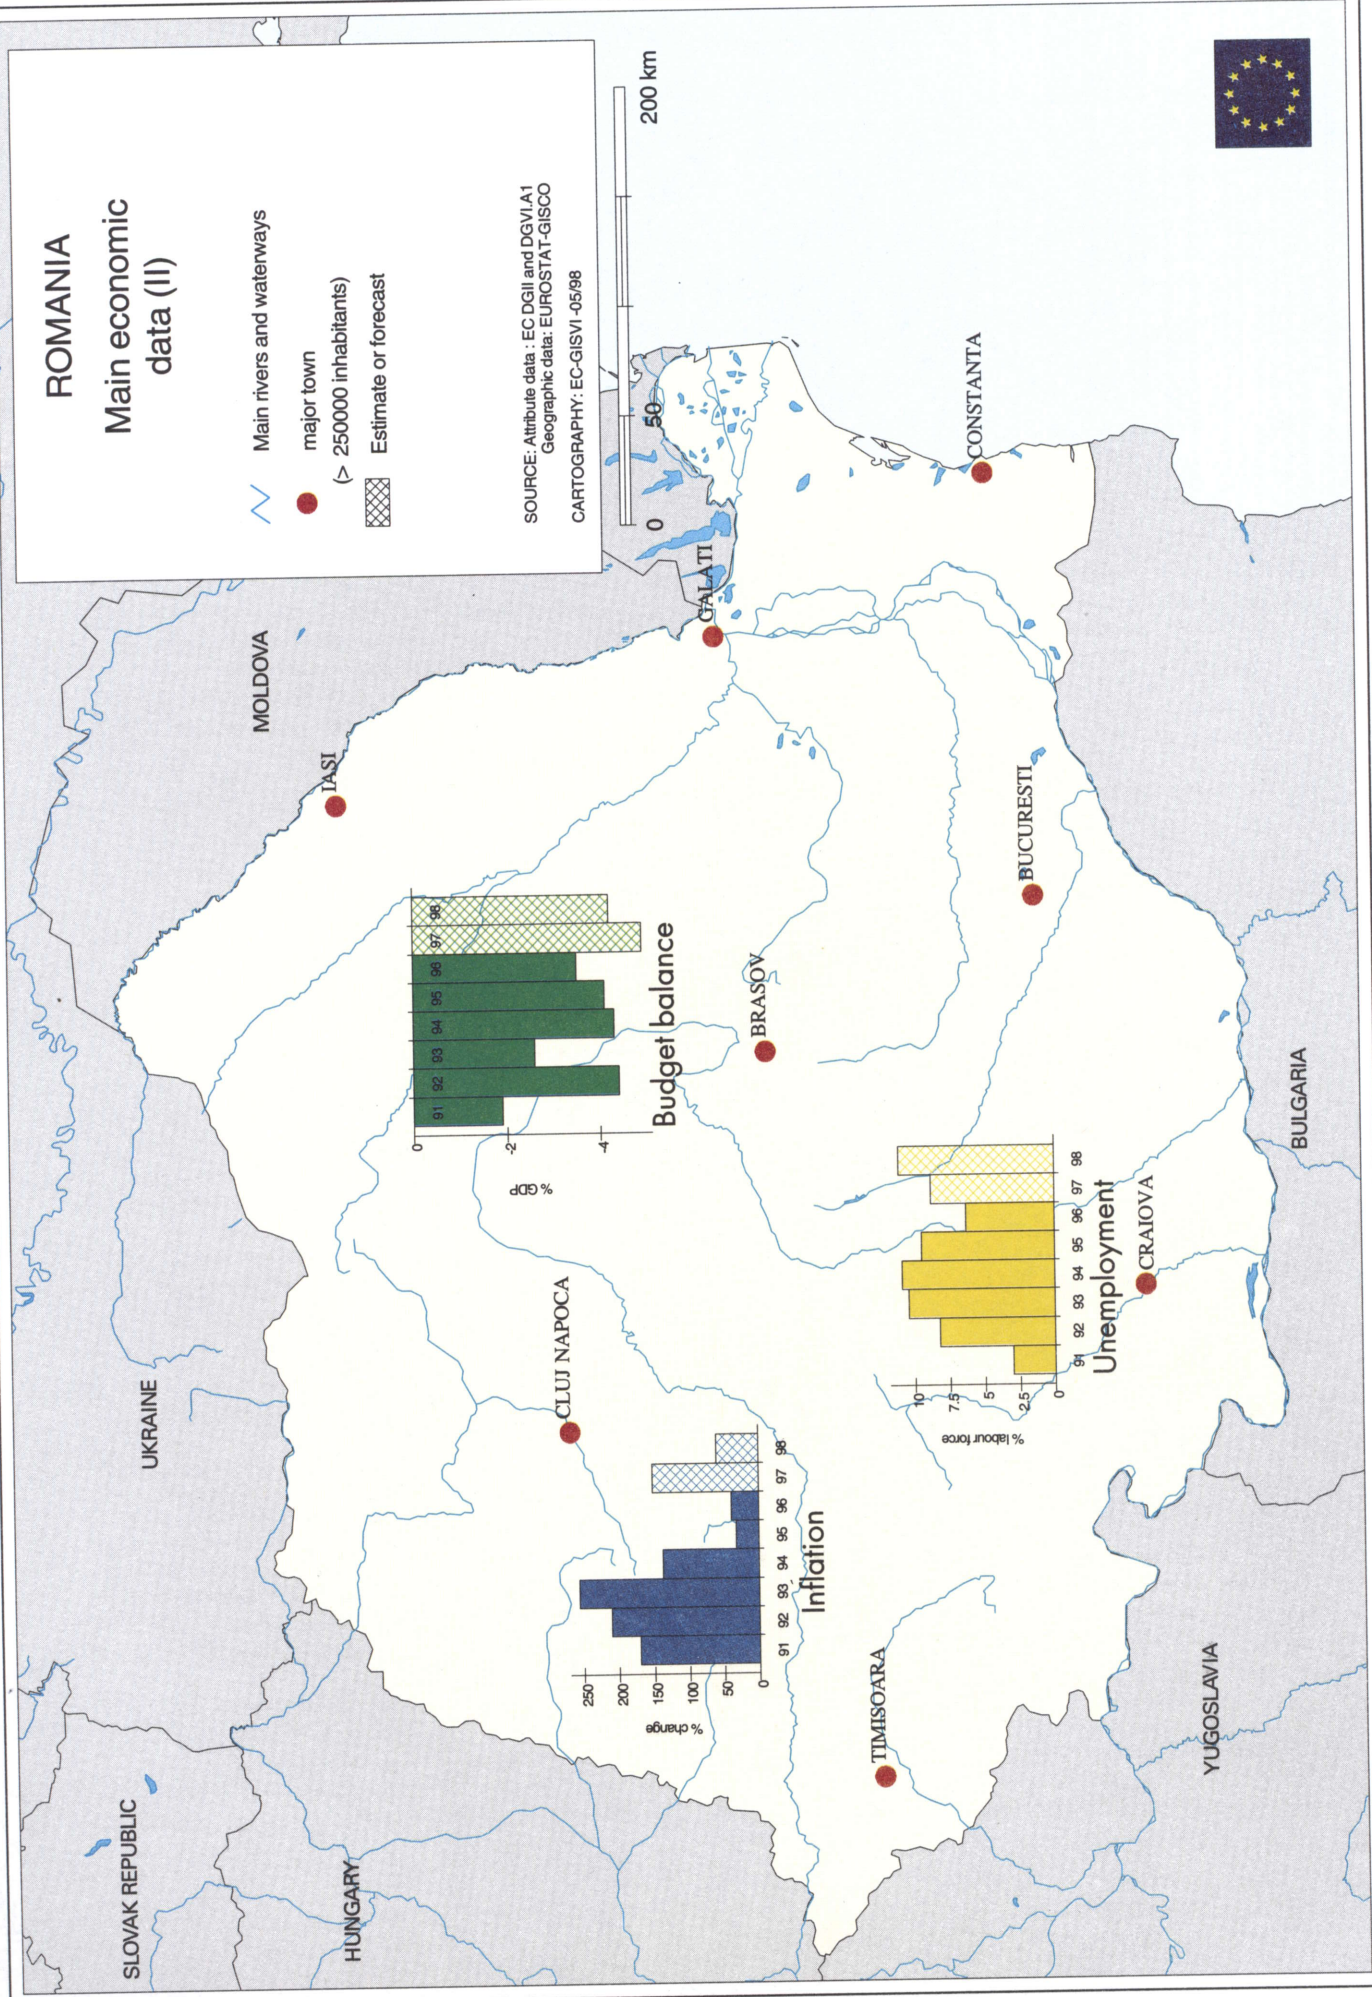 ROMANIA
Main economic
data (II)
Main rivers and waterways
major town
(> 250000 inhabitants)
Estimate or forecast
SOURCE: Attribute data : EC DGII and DGVI.A1
Geographic data: EUROSTAT-GISCO
CARTOGRAPHY: EC-GISVI -05/98
0 50 200 km
SLOVAK REPUBLIC
UKRAINE
MOLDOVA
HUNGARY
IASI
CLUJ NAPOCA
GALATI
BRASOV
TIMISOARA
CONSTANTA
BUCURESTI
CRAIOVA
YUGOSLAVIA
BULGARIA
0
-2
-4
% GDP
91 92 93 94 95 96 97 98
Budget balance
250
200
150
100
50
0
% change
91 92 93 94 95 96 97 98
Inflation
10
7.5
5
2.5
0
% labour force
91 92 93 94 95 96 97 98
Unemployment